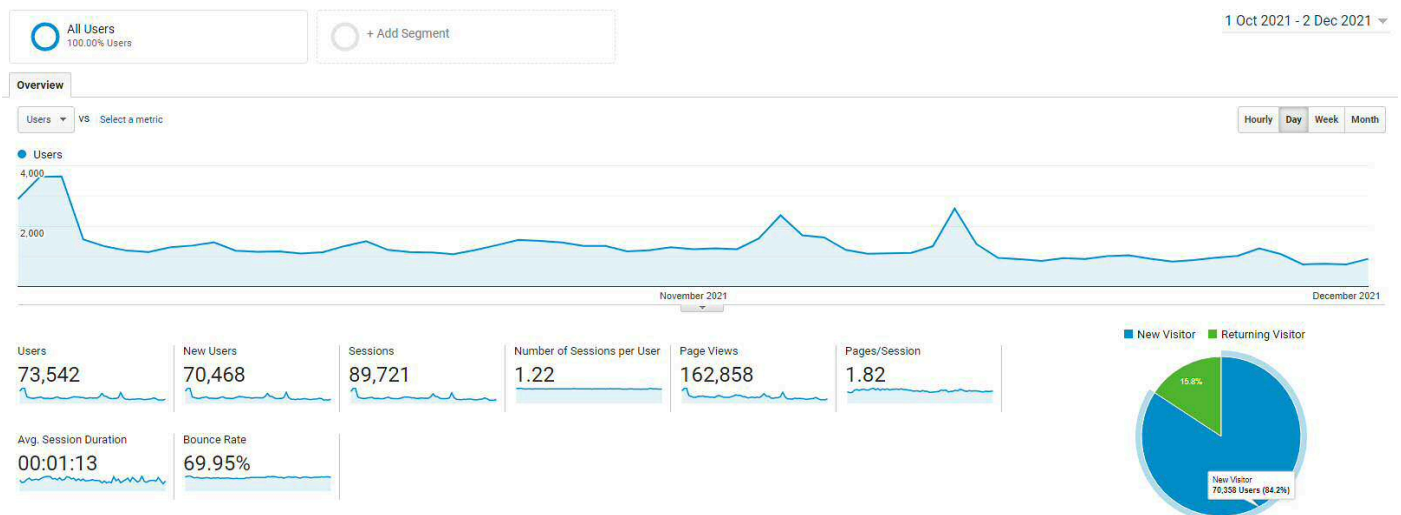 All Users
100.00% Users
+ Add Segment
1 Oct 2021 - 2 Dec 2021
Overview
Users VS Select a metric
Hourly Day Week Month
Users
4,000
2,000
November 2021
December 2021
New Visitor Returning Visitor
Users
73,542
New Users
70,468
Sessions
89,721
Number of Sessions per User
1.22
Page Views
162,858
Pages/Session
1.82
Avg. Session Duration
00:01:13
Bounce Rate
69.95%
15.8%
New Visitor
70,358 Users (84.2%)